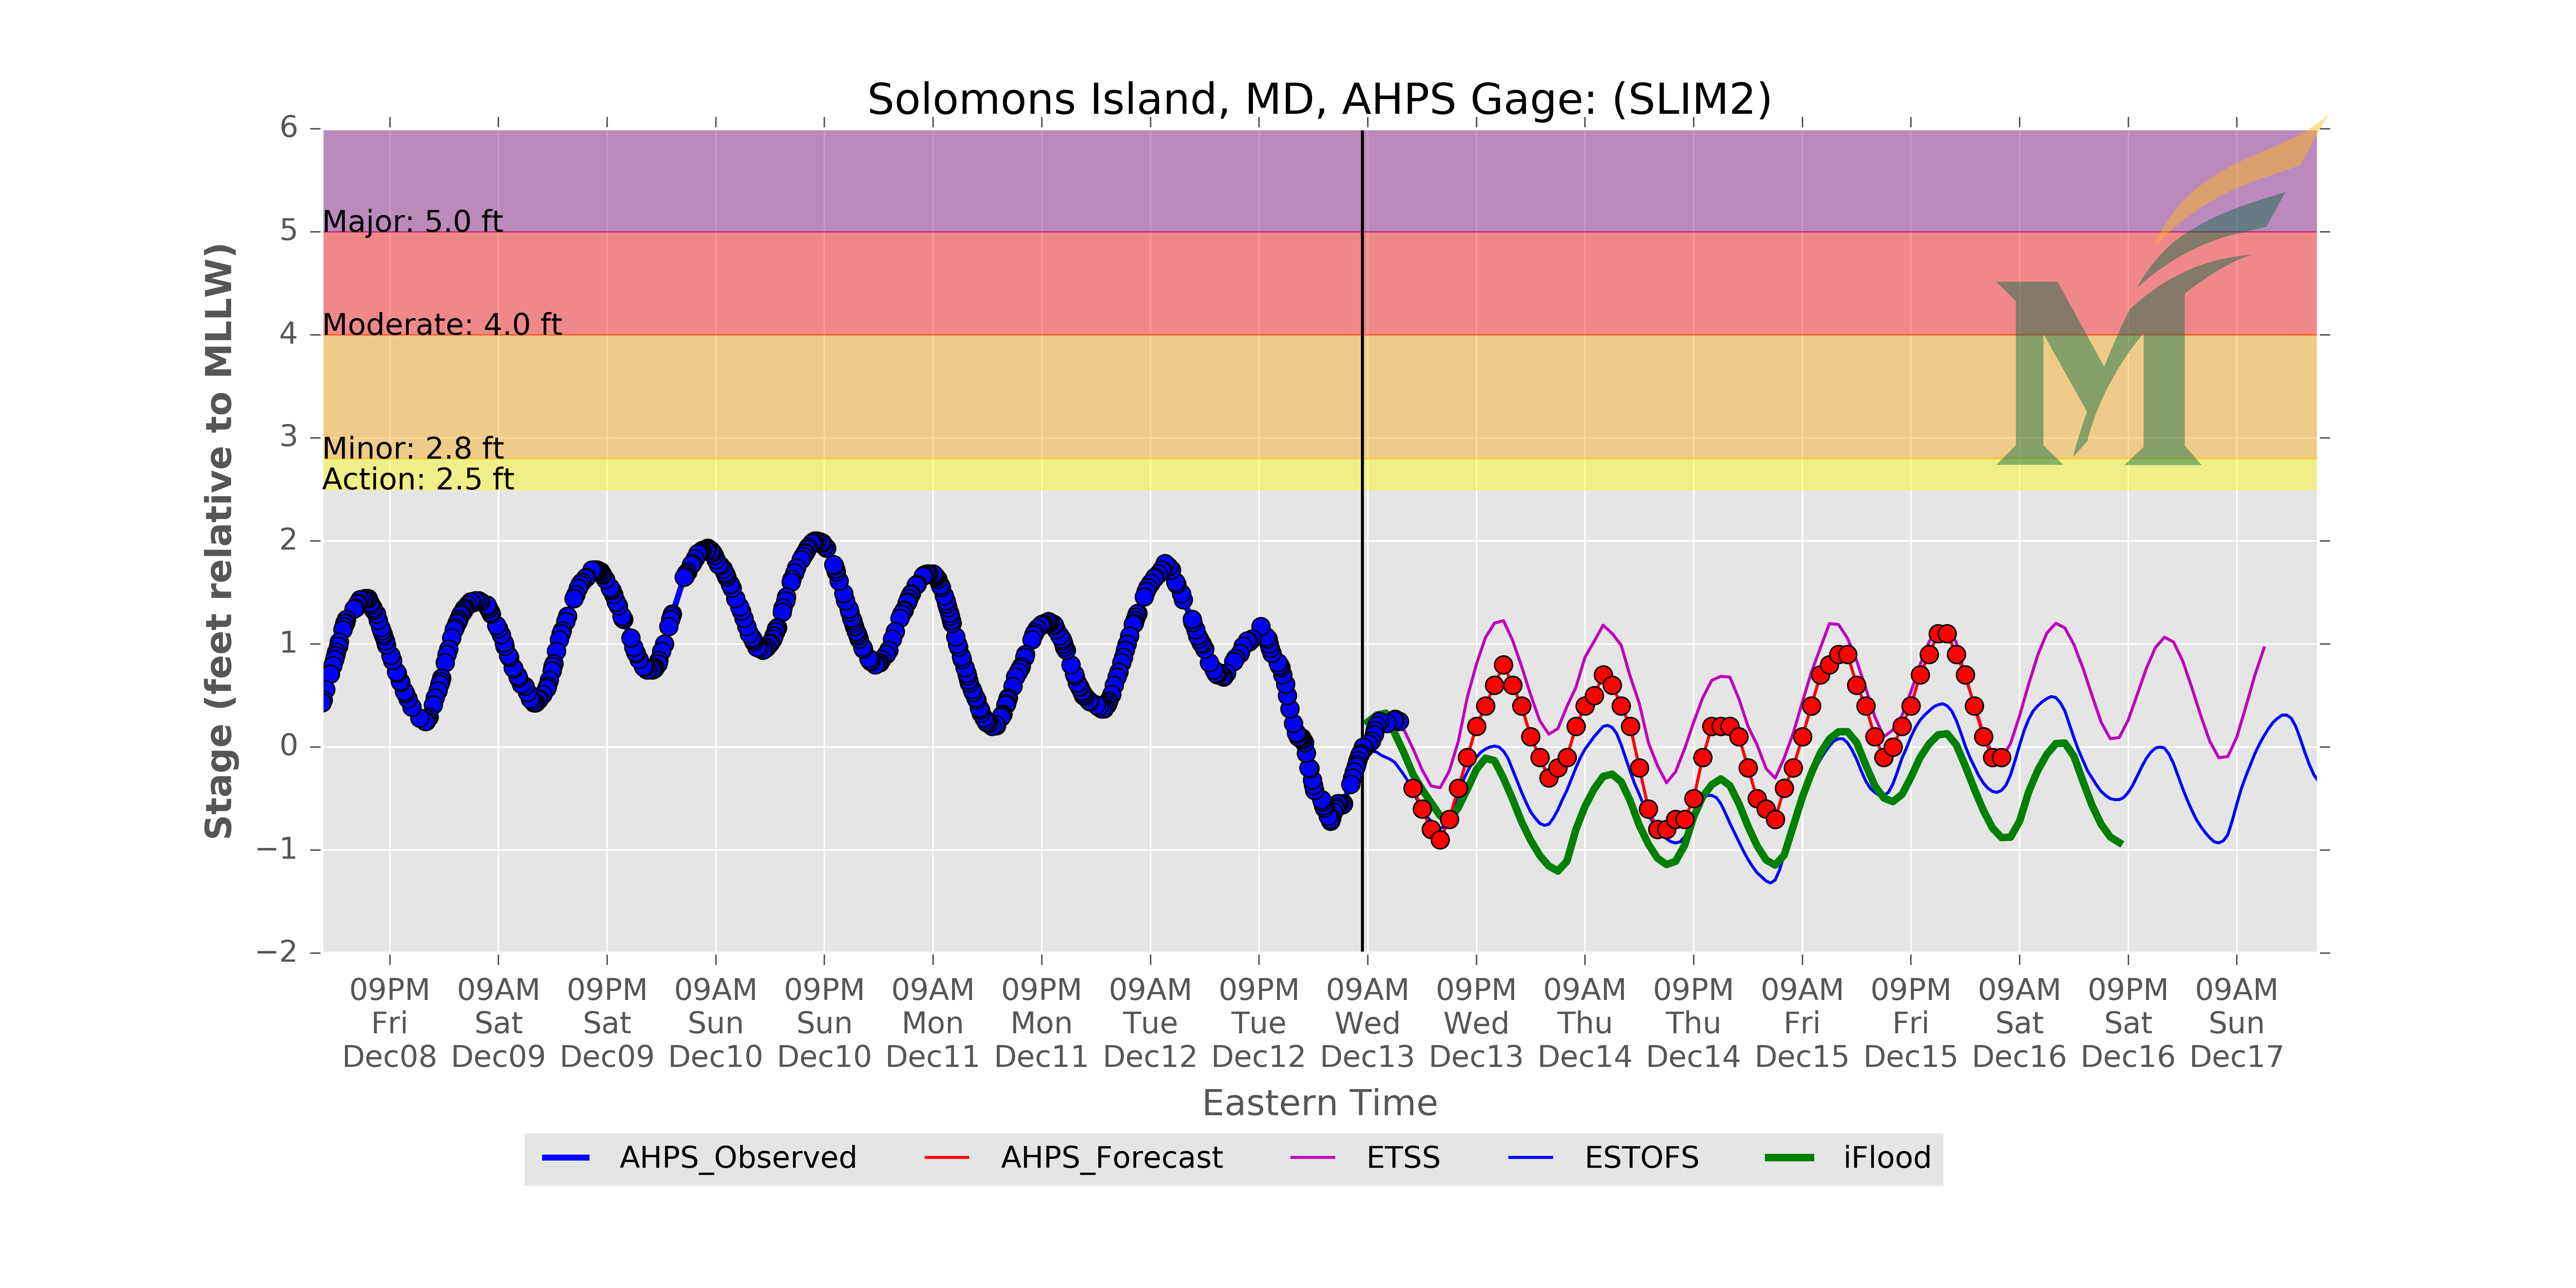 Solomons Island, MD, AHPS Gage: (SLIM2)
Stage (feet relative to MLLW)
6
5
4
3
2
1
0
−1
−2
Major: 5.0 ft
Moderate: 4.0 ft
Minor: 2.8 ft
Action: 2.5 ft
M
09PM 09AM 09PM 09AM 09PM 09AM 09PM 09AM 09PM 09AM 09PM 09AM 09PM 09AM 09PM 09AM 09PM 09AM
Fri Sat Sat Sun Sun Mon Mon Tue Tue Wed Wed Thu Thu Fri Fri Sat Sat Sun
Dec08 Dec09 Dec09 Dec10 Dec10 Dec11 Dec11 Dec12 Dec12 Dec13 Dec13 Dec14 Dec14 Dec15 Dec15 Dec16 Dec16 Dec17
Eastern Time
AHPS_Observed AHPS_Forecast ETSS ESTOFS iFlood